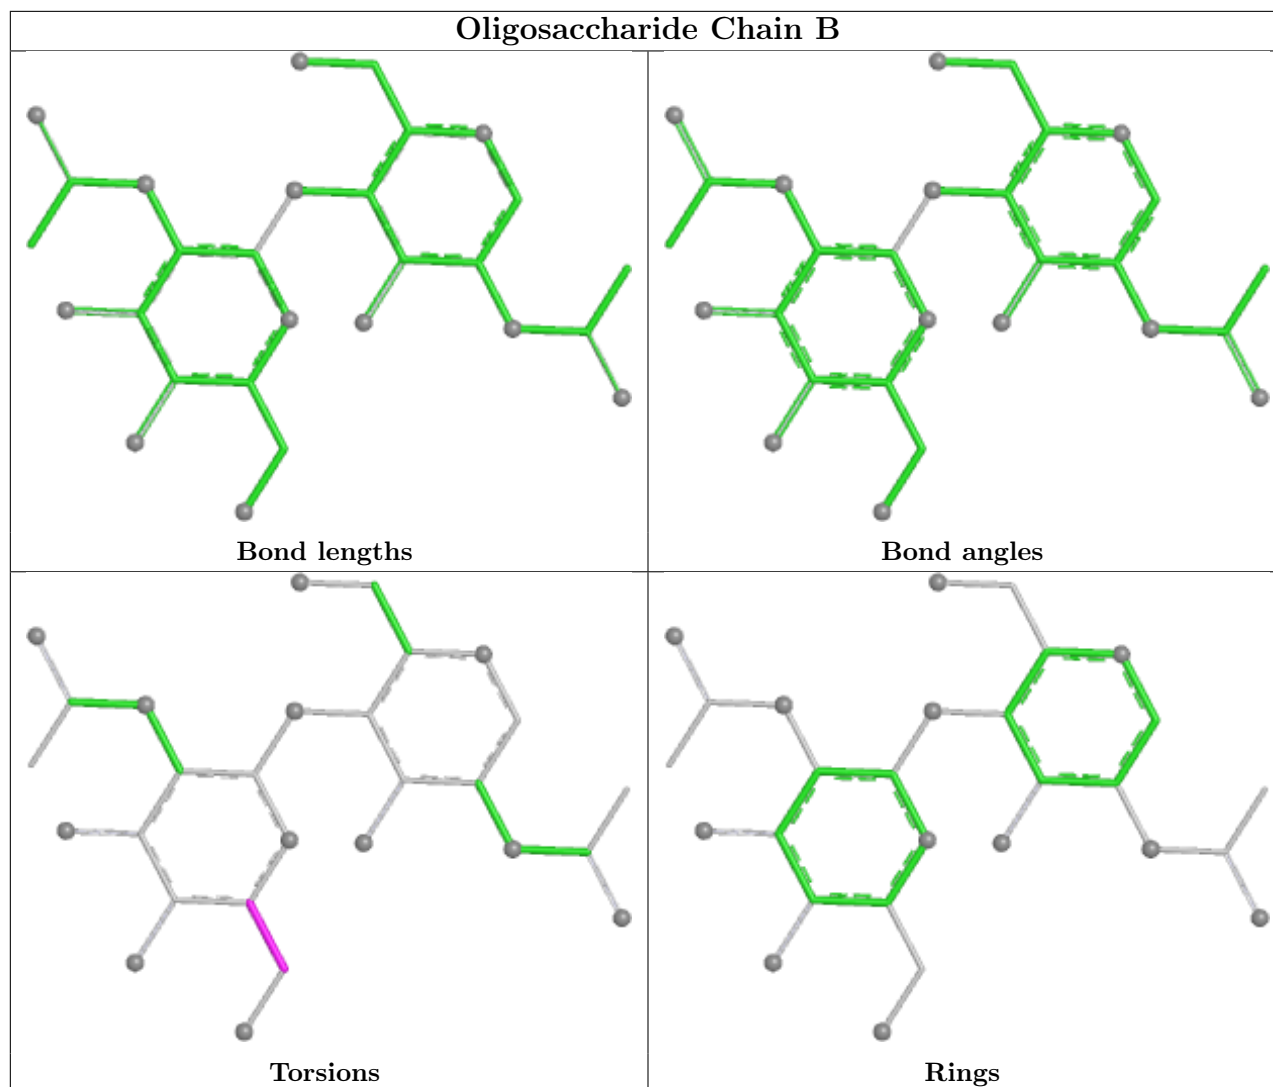 Oligosaccharide Chain B
Bond lengths
Bond angles
Torsions
Rings